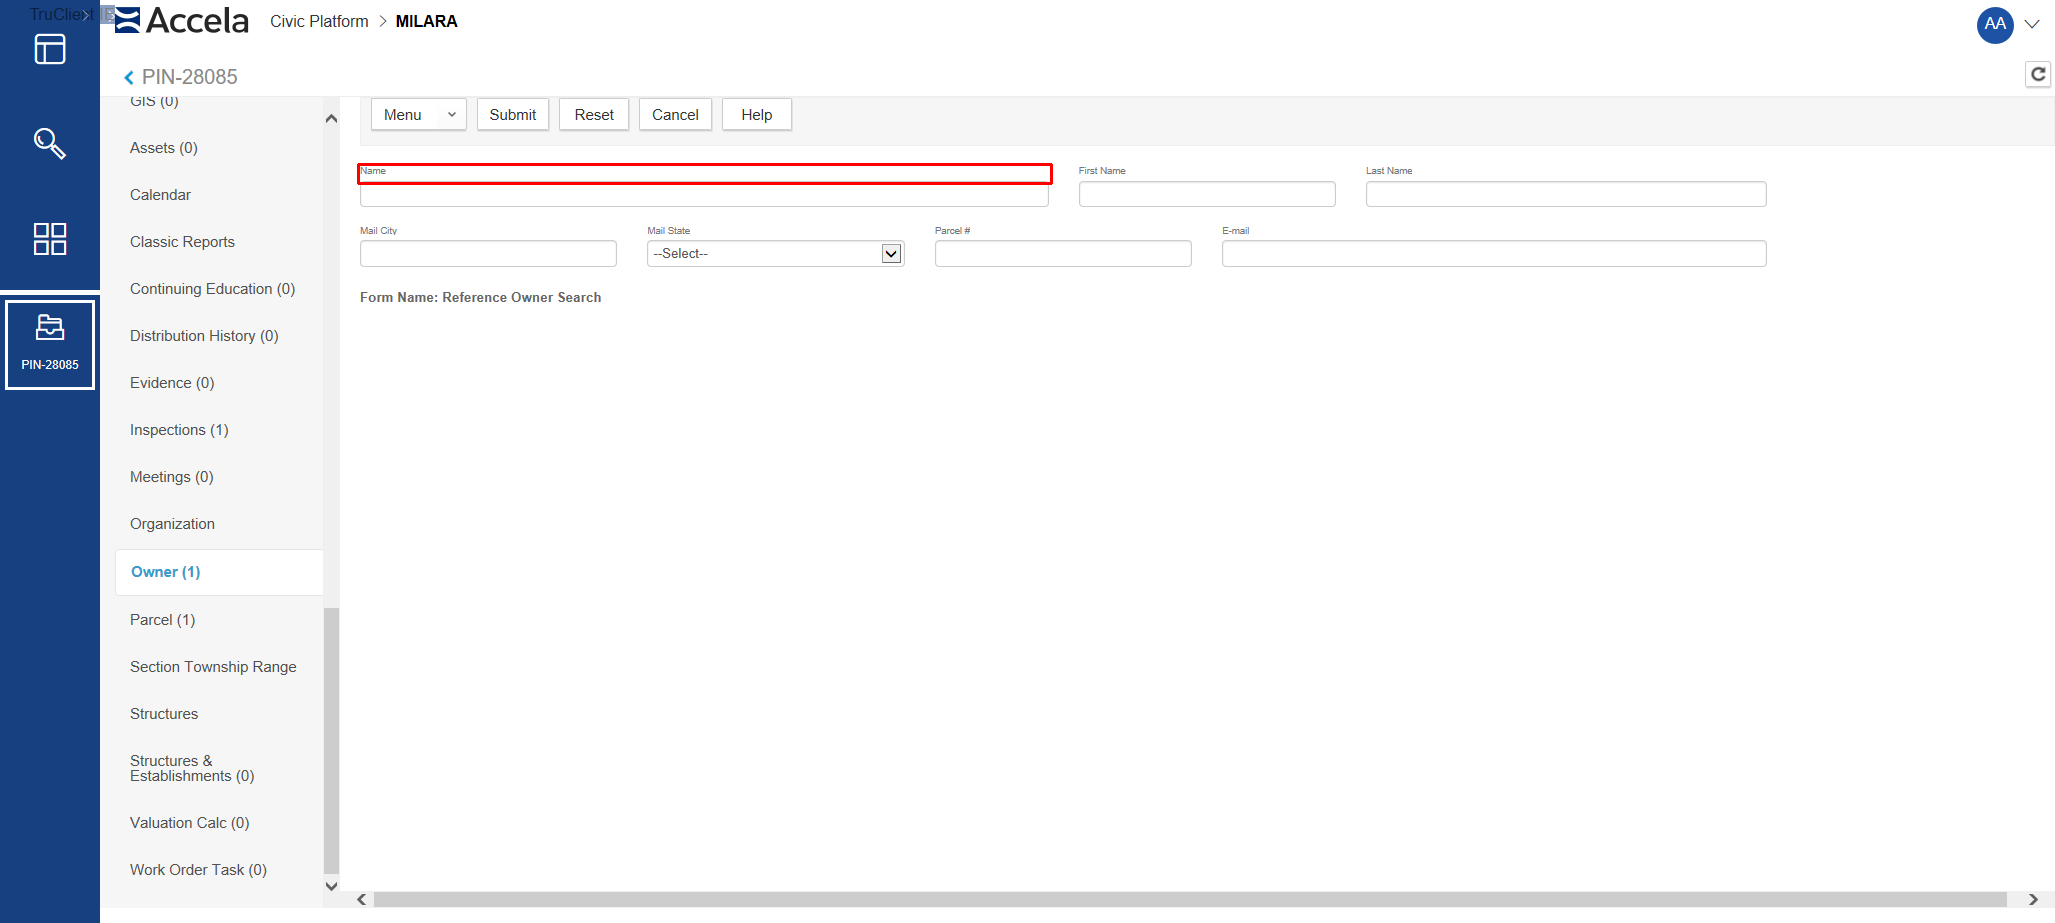 TruClient
Accela
Civic Platform > MILARA
AA
PIN-28085
GIS (0)
Menu
Submit
Reset
Cancel
Help
Assets (0)
Calendar
Classic Reports
Continuing Education (0)
Distribution History (0)
Evidence (0)
Inspections (1)
Meetings (0)
Organization
Owner (1)
Parcel (1)
Section Township Range
Structures
Structures &
Establishments (0)
Valuation Calc (0)
Work Order Task (0)
PIN-28085
Name
First Name
Last Name
Mail City
Mail State
Parcel #
E-mail
--Select--
Form Name: Reference Owner Search